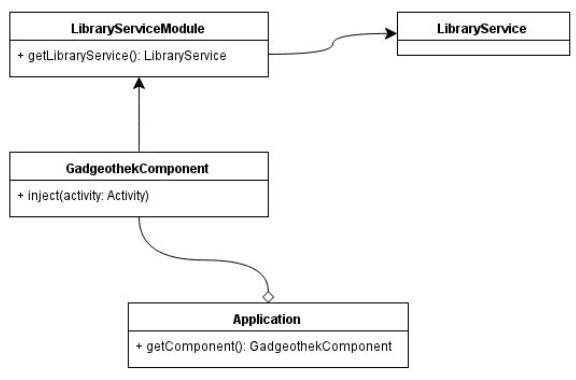 LibraryServiceModule
+ getLibraryService(): LibraryService
LibraryService
GadgeothekComponent
+ inject(activity: Activity)
Application
+ getComponent(): GadgeothekComponent